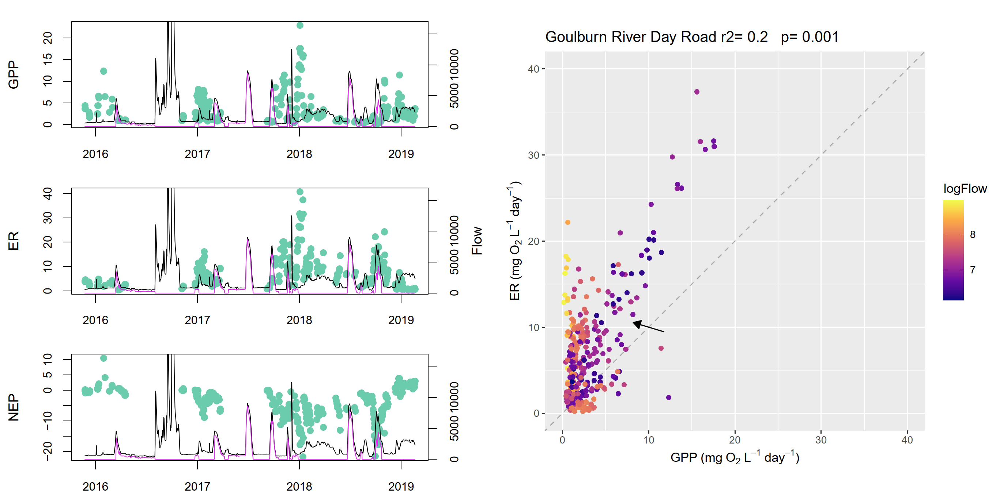 GPP
20
15
10
5
0
10000
5000
0
2016 2017 2018 2019
ER
40
30
20
10
0
10000
5000
0
Flow
2016 2017 2018 2019
NEP
10
5
0
−10
−20
10000
5000
0
2016 2017 2018 2019
Goulburn River Day Road r2= 0.2 p= 0.001
ER (mg O₂ L⁻¹ day⁻¹)
40
30
20
10
0
0 10 20 30 40
GPP (mg O₂ L⁻¹ day⁻¹)
logFlow
8
7